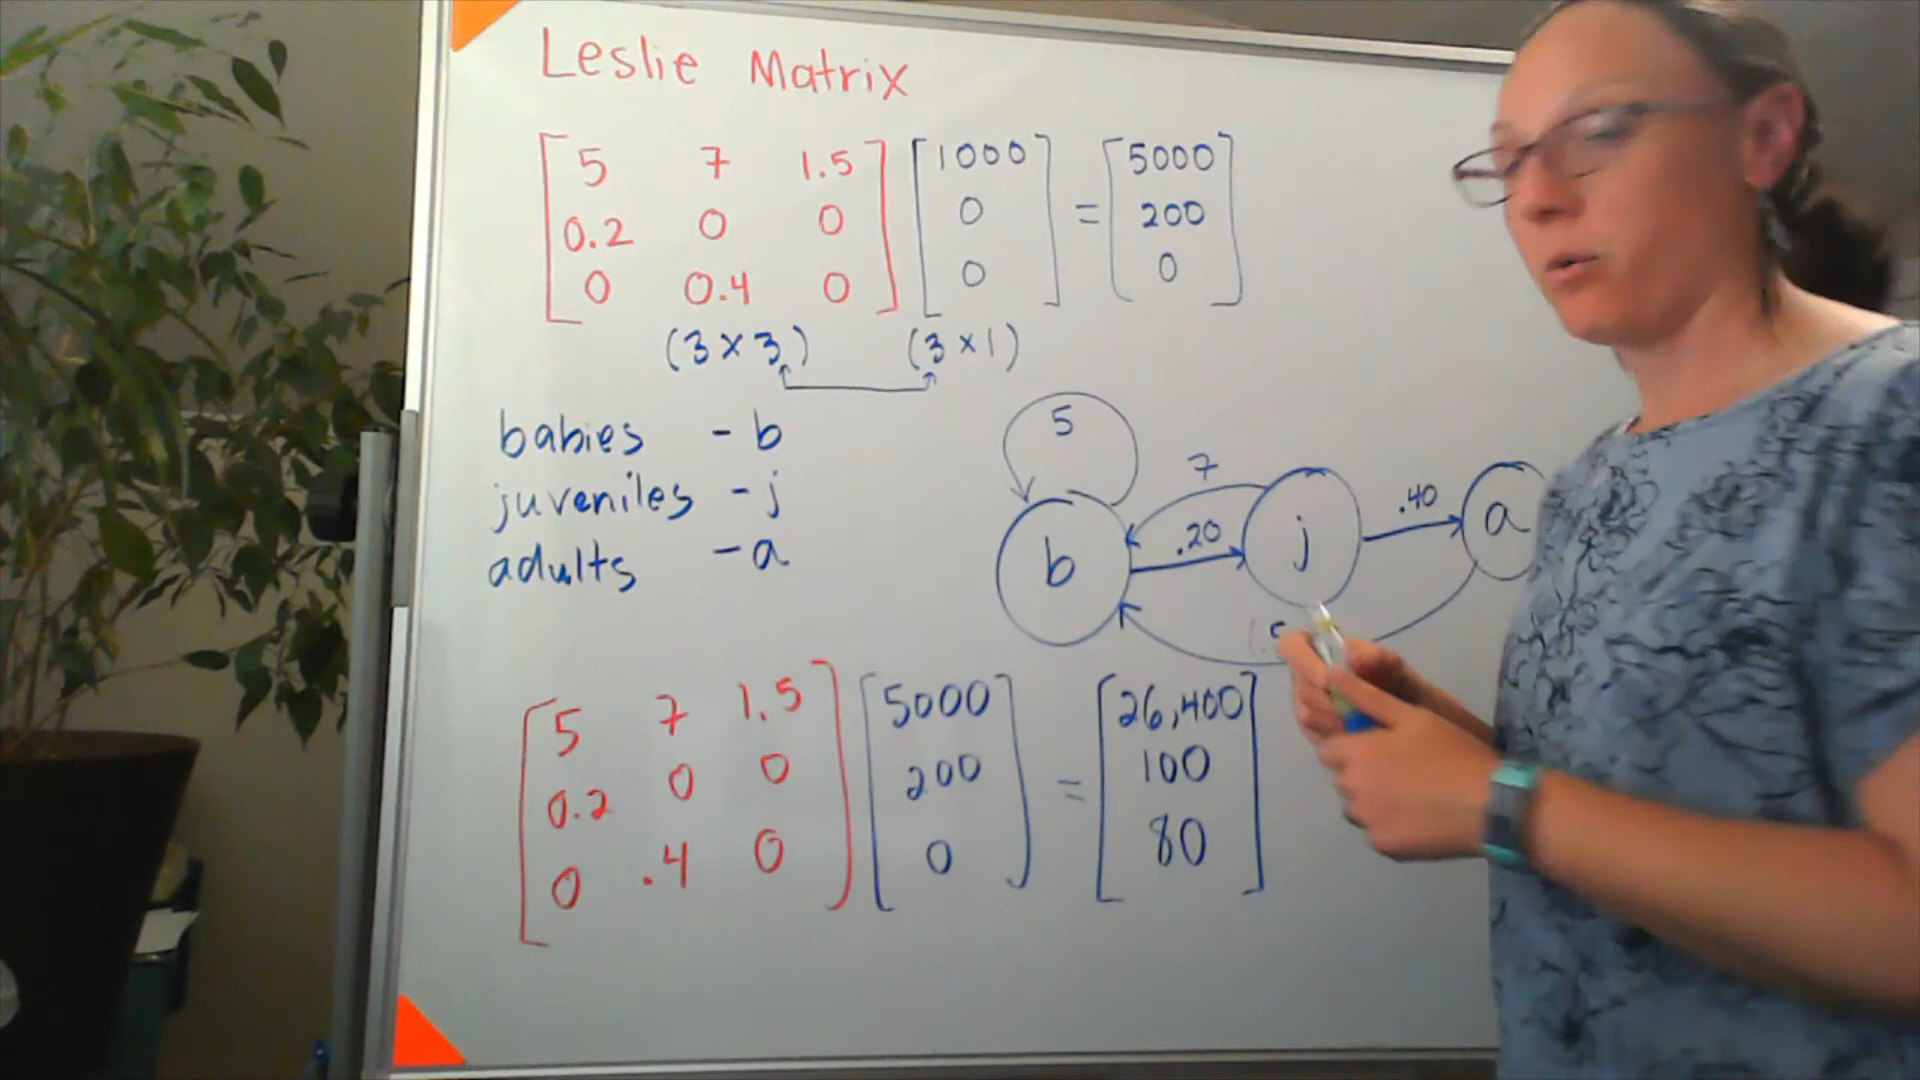 Leslie Matrix
5 7 1.5 1000 5000
0.2 0 0 0 = 200
0 0.4 0 0 0
(3 × 3) (3 × 1)
babies - b
juveniles - j
adults - a
5
7
.20
.40
b
j
a
5 7 1.5 5000 26,400
0.2 0 0 200 = 100
0 .4 0 0 80